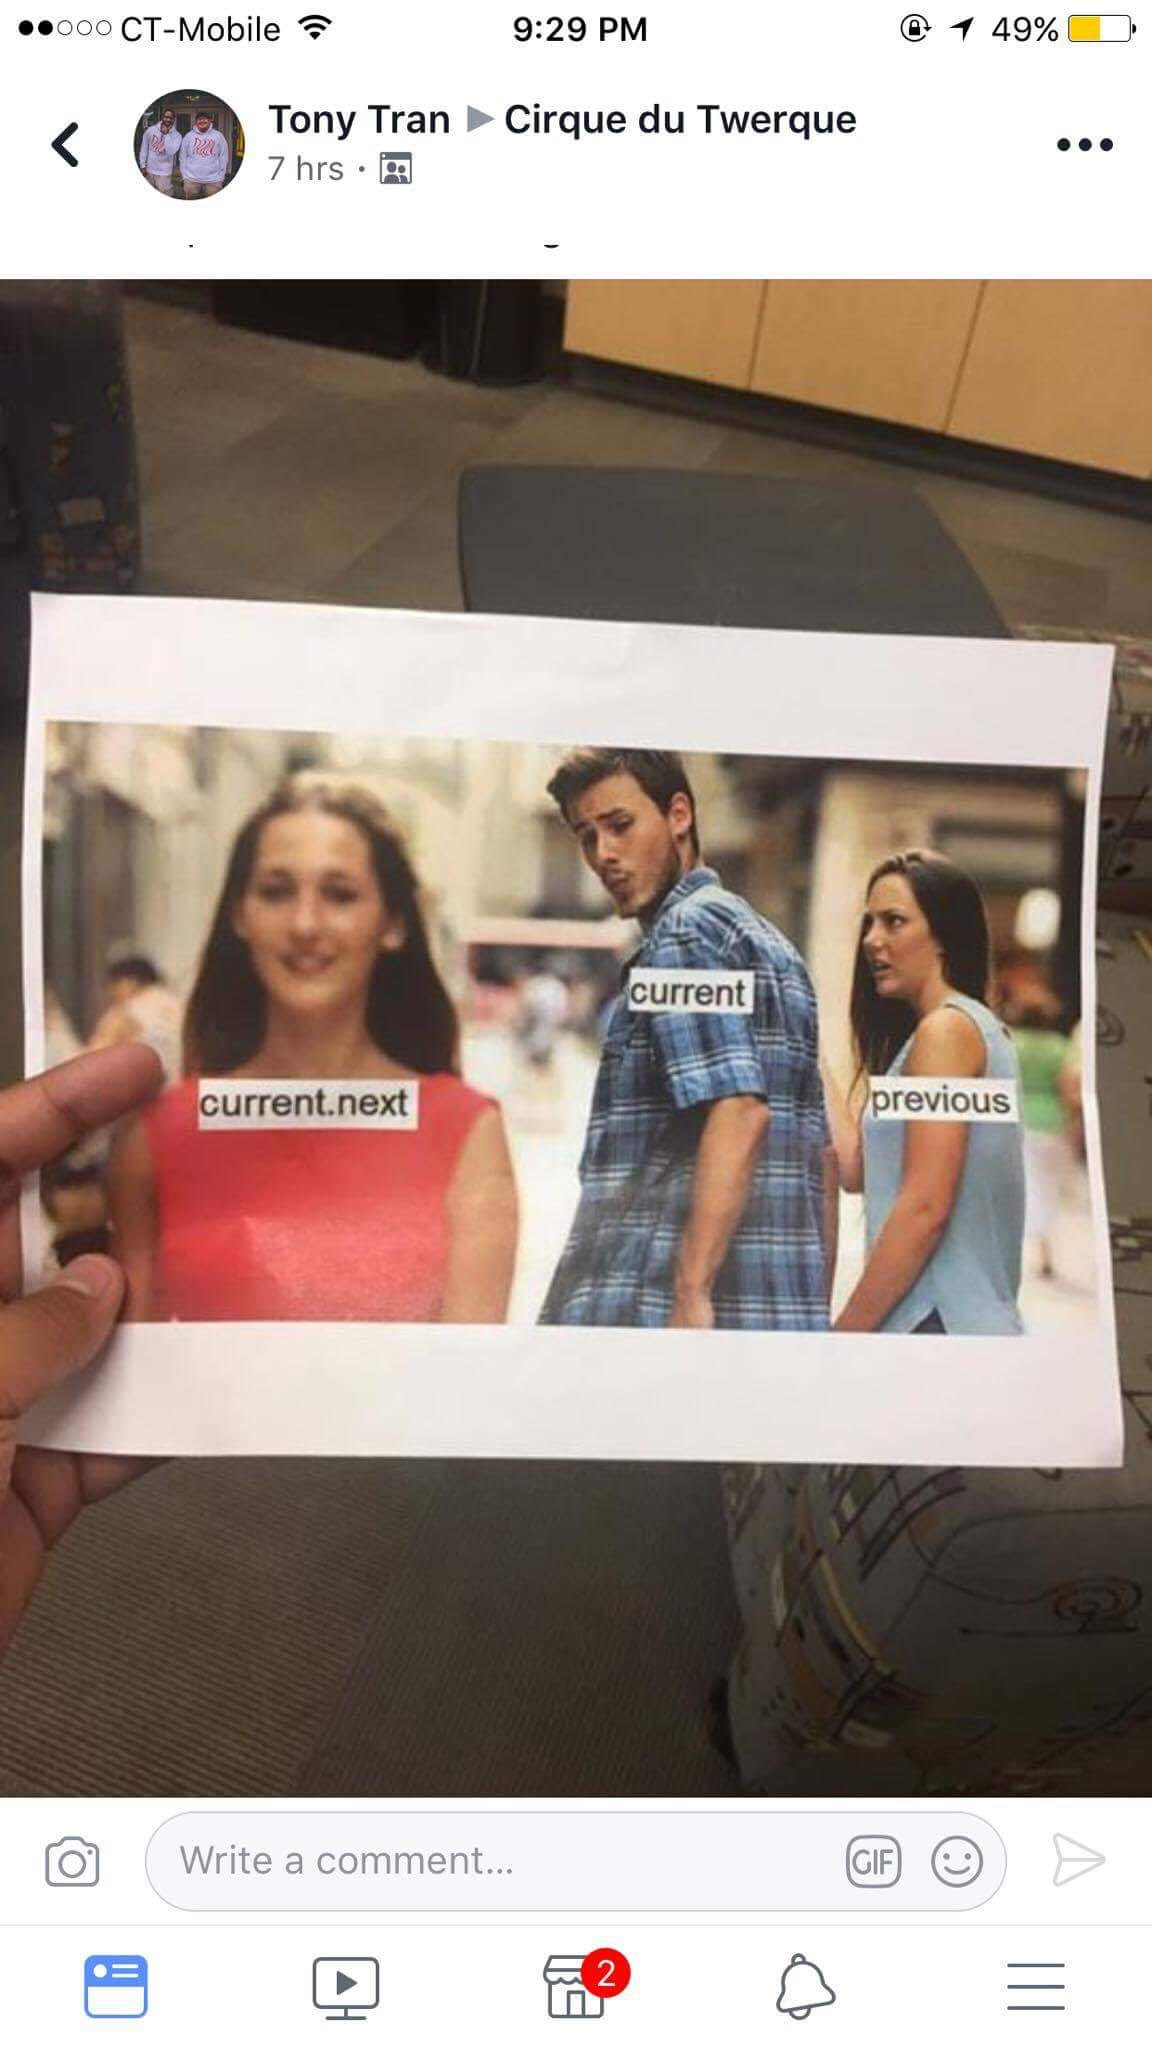 CT-Mobile 9:29 PM 49%
Tony Tran Cirque du Twerque
7 hrs ·
current
current.next
previous
Write a comment...
GIF
2